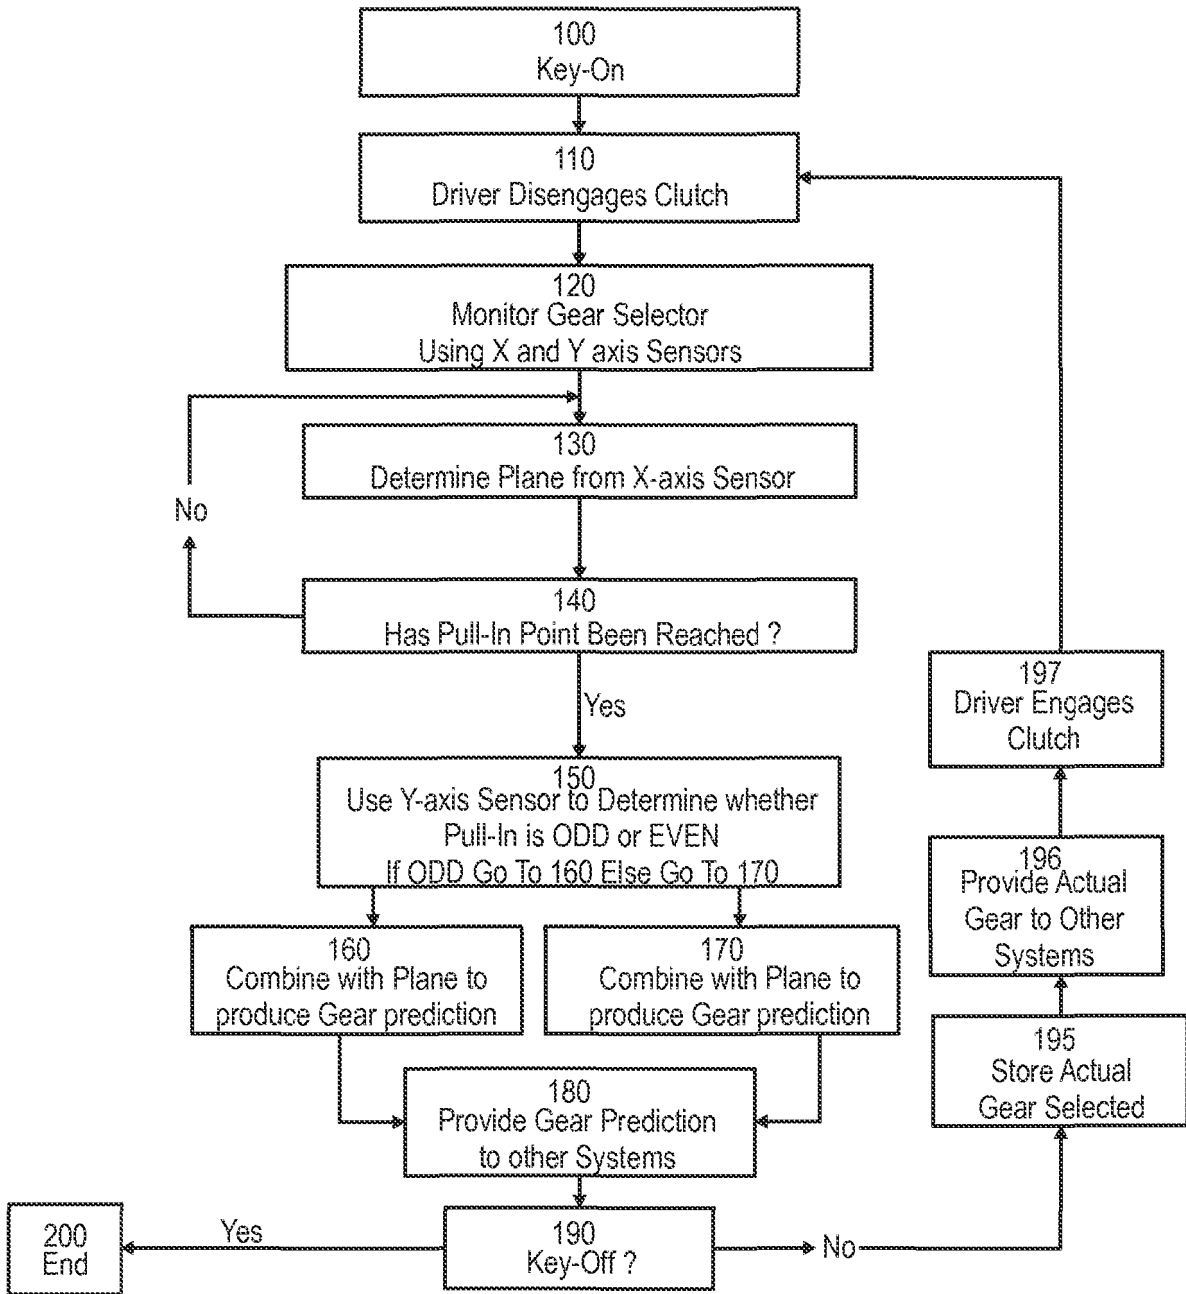 100
Key-On
110
Driver Disengages Clutch
120
Monitor Gear Selector
Using X and Y axis Sensors
130
Determine Plane from X-axis Sensor
No
140
Has Pull-In Point Been Reached ?
Yes
150
Use Y-axis Sensor to Determine whether
Pull-In is ODD or EVEN
If ODD Go To 160 Else Go To 170
160
Combine with Plane to
produce Gear prediction
170
Combine with Plane to
produce Gear prediction
180
Provide Gear Prediction
to other Systems
190
Key-Off ?
Yes
200
End
No
195
Store Actual
Gear Selected
196
Provide Actual
Gear to Other
Systems
197
Driver Engages
Clutch